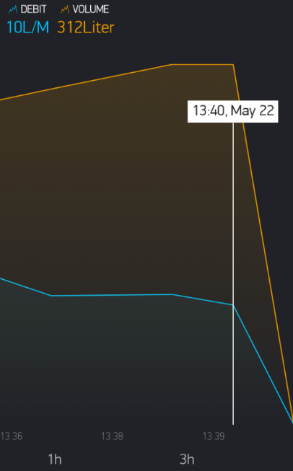 DEBIT VOLUME
10L/M 312Liter
13:40, May 22
13:36 13:38 13:39
1h 3h